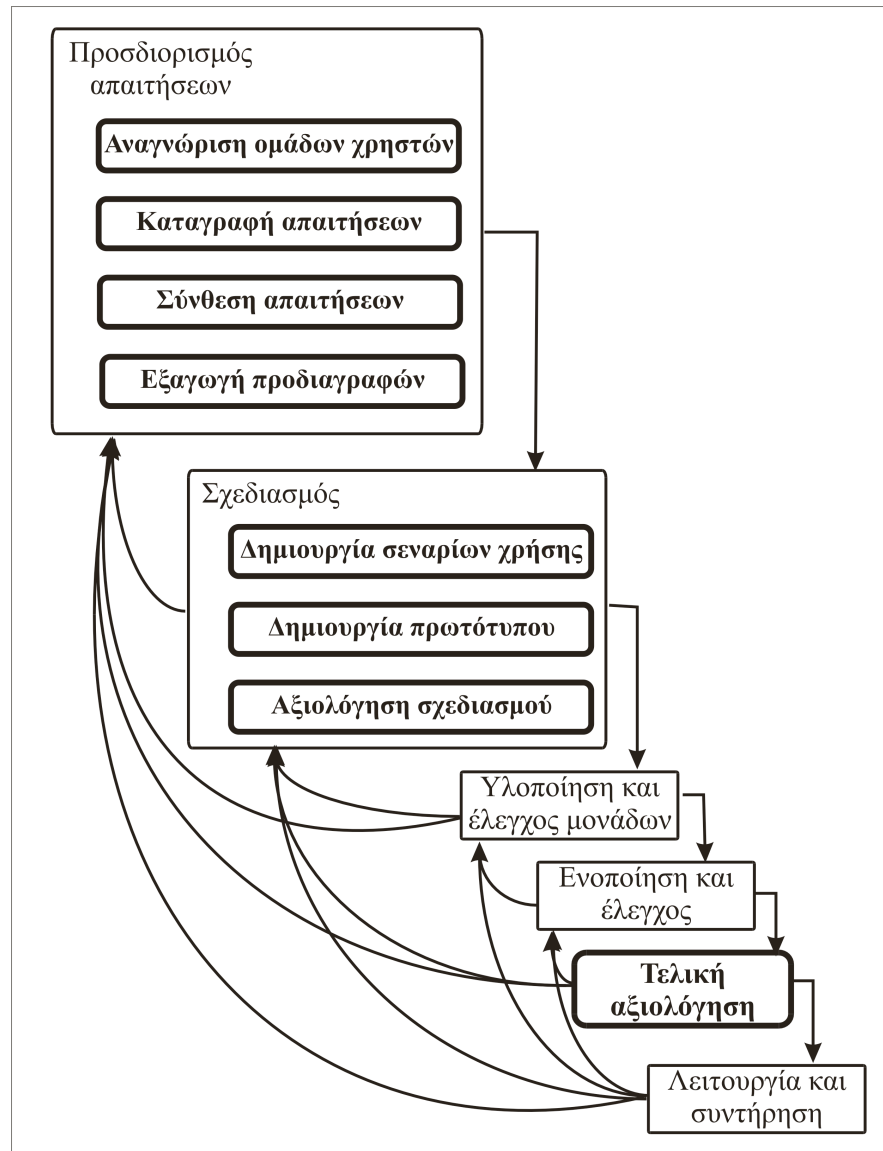 Προσδιορισμός
απαιτήσεων
Αναγνώριση ομάδων χρηστών
Καταγραφή απαιτήσεων
Σύνθεση απαιτήσεων
Εξαγωγή προδιαγραφών
Σχεδιασμός
Δημιουργία σεναρίων χρήσης
Δημιουργία πρωτότυπου
Αξιολόγηση σχεδιασμού
Υλοποίηση και
έλεγχος μονάδων
Ενοποίηση και
έλεγχος
Τελική
αξιολόγηση
Λειτουργία και
συντήρηση